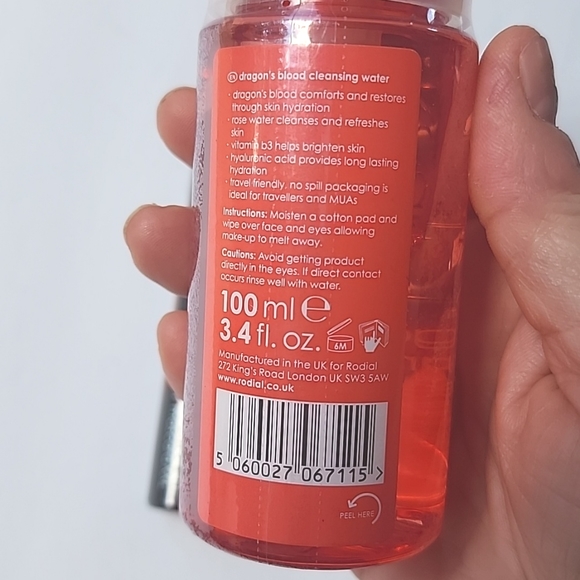 EN dragon's blood cleansing water
· dragon's blood comforts and restores
through skin hydration
· rose water cleanses and refreshes
skin
· vitamin b3 helps brighten skin
· hyaluronic acid provides long lasting
hydration
· travel friendly, no spill packaging is
ideal for travellers and MUAs
Instructions: Moisten a cotton pad and
wipe over face and eyes allowing
make-up to melt away.
Cautions: Avoid getting product
directly in the eyes. If direct contact
occurs rinse well with water.
100 ml ℮
3.4 fl. oz.
6M
Manufactured in the UK for Rodial
272 King's Road London UK SW3 5AW
www.rodial.co.uk
5 060027 067115 >
PEEL HERE